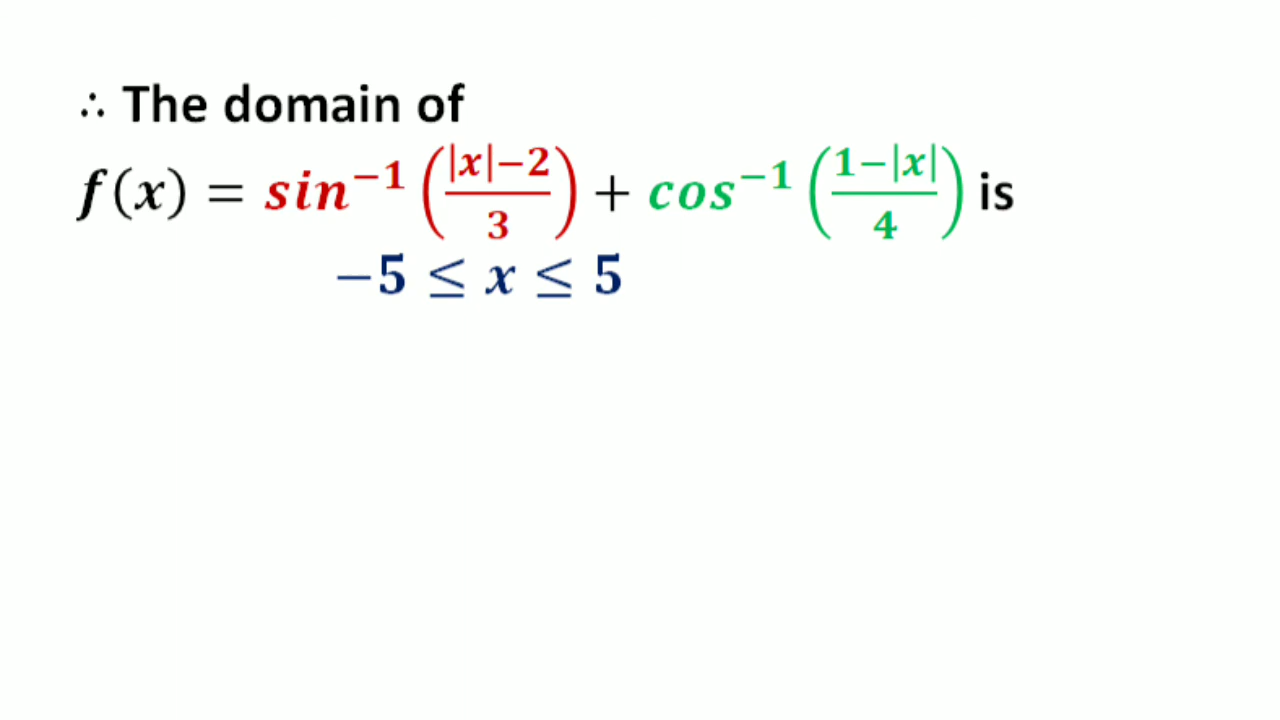 ∴ The domain of
f(x) = sin⁻¹((|x|−2)/3) + cos⁻¹((1−|x|)/4) is
−5 ≤ x ≤ 5